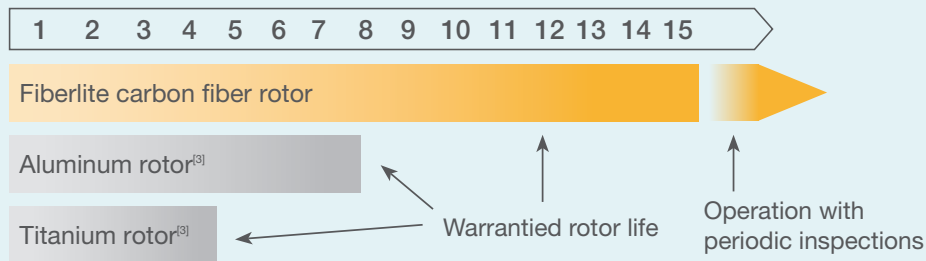 1 2 3 4 5 6 7 8 9 10 11 12 13 14 15
Fiberlite carbon fiber rotor
Aluminum rotor[3]
Titanium rotor[3]
Warrantied rotor life
Operation with
periodic inspections